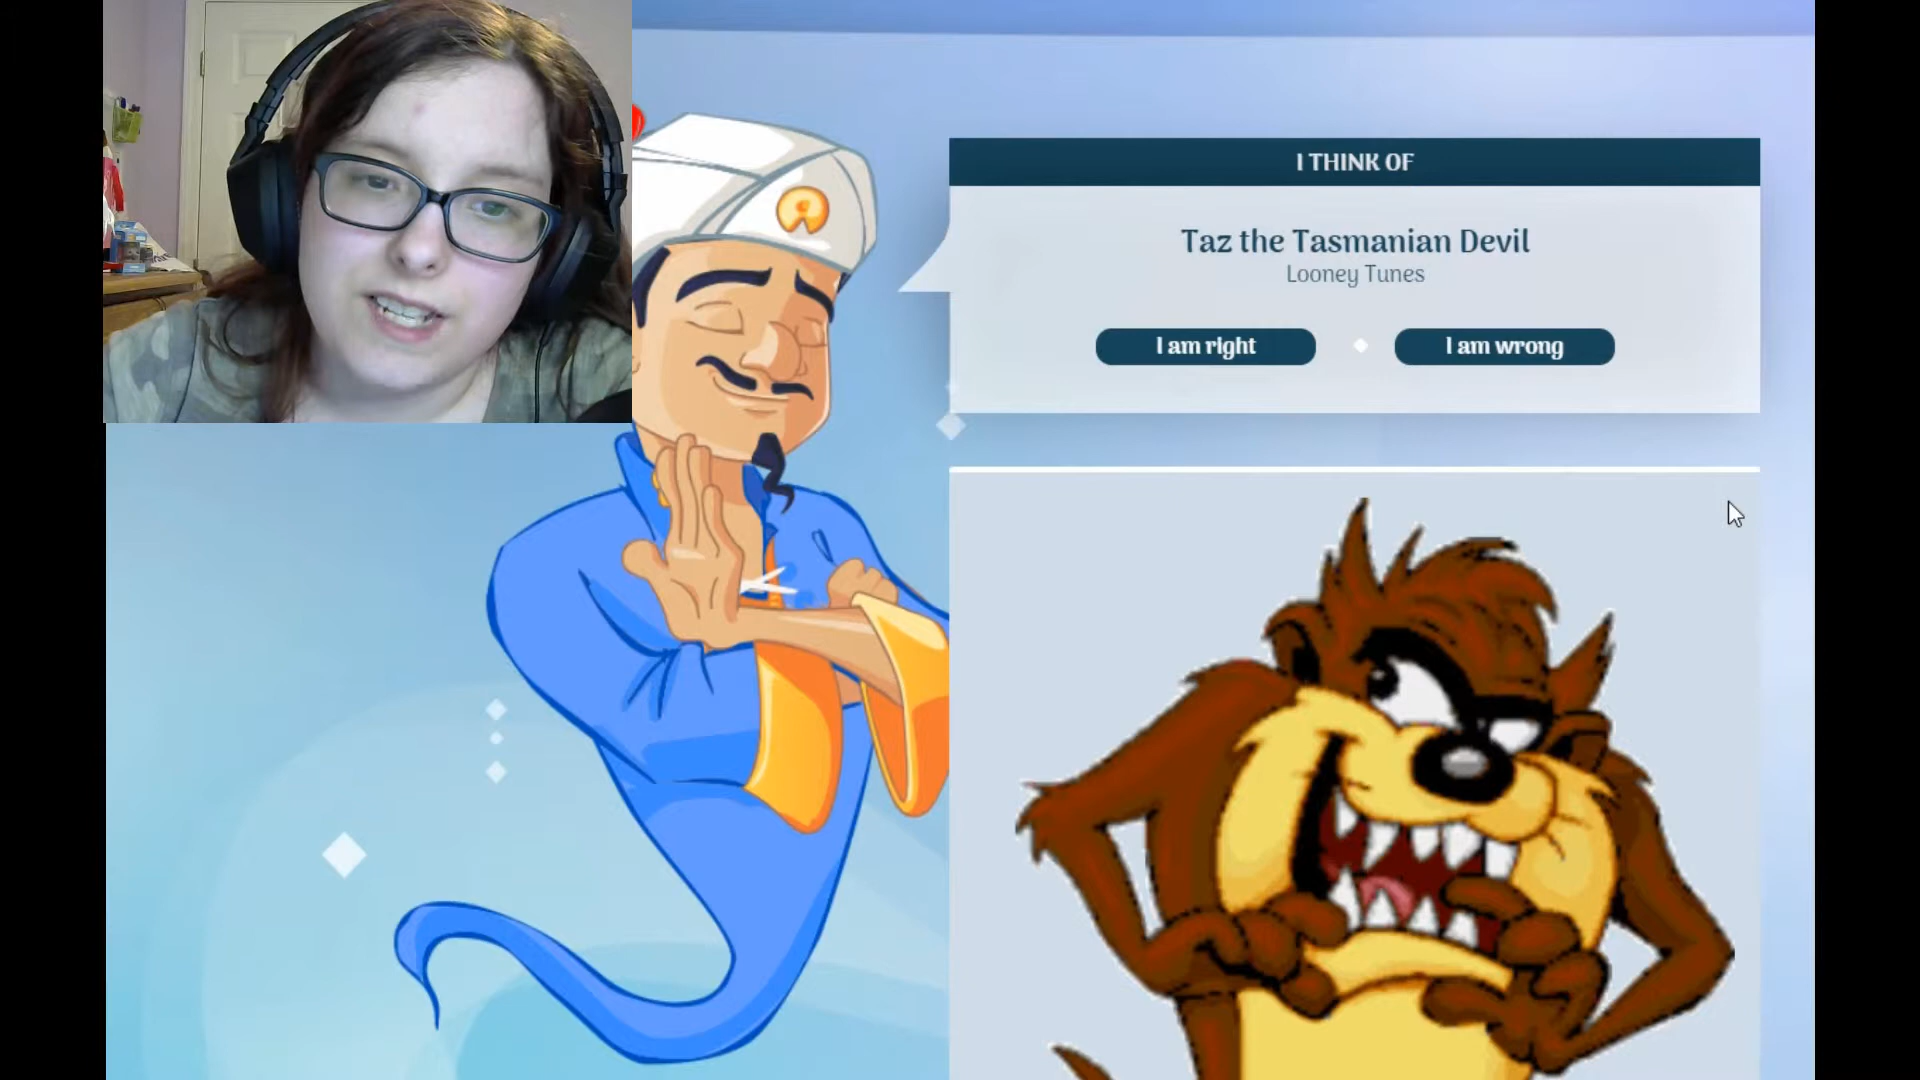 I THINK OF
Taz the Tasmanian Devil
Looney Tunes
I am right
I am wrong